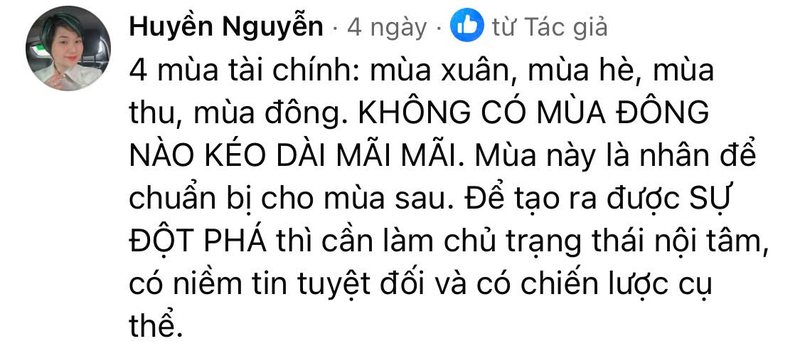 Huyền Nguyễn · 4 ngày · từ Tác giả
4 mùa tài chính: mùa xuân, mùa hè, mùa
thu, mùa đông. KHÔNG CÓ MÙA ĐÔNG
NÀO KÉO DÀI MÃI MÃI. Mùa này là nhân để
chuẩn bị cho mùa sau. Để tạo ra được SỰ
ĐỘT PHÁ thì cần làm chủ trạng thái nội tâm,
có niềm tin tuyệt đối và có chiến lược cụ
thể.